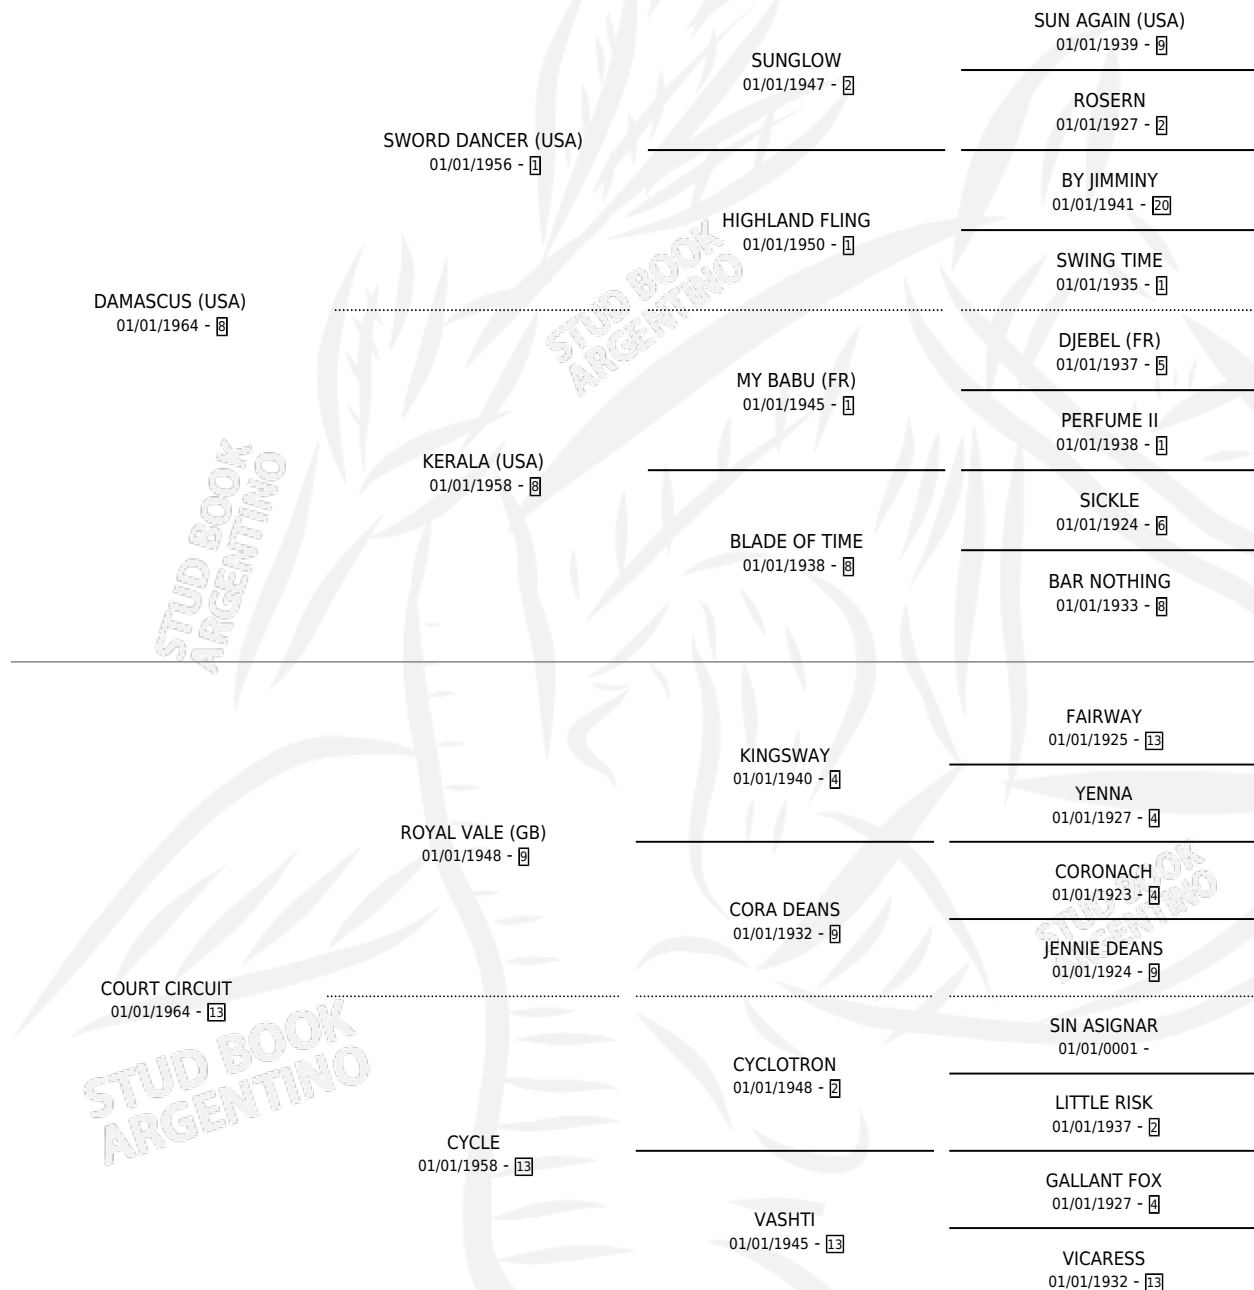 SUN AGAIN (USA)
01/01/1939 - 9
SUNGLOW
01/01/1947 - 2
ROSERN
01/01/1927 - 2
SWORD DANCER (USA)
01/01/1956 - 1
BY JIMMINY
01/01/1941 - 20
HIGHLAND FLING
01/01/1950 - 1
SWING TIME
01/01/1935 - 1
DAMASCUS (USA)
01/01/1964 - 8
DJEBEL (FR)
01/01/1937 - 5
MY BABU (FR)
01/01/1945 - 1
PERFUME II
01/01/1938 - 1
KERALA (USA)
01/01/1958 - 8
SICKLE
01/01/1924 - 6
BLADE OF TIME
01/01/1938 - 8
BAR NOTHING
01/01/1933 - 8
FAIRWAY
01/01/1925 - 13
KINGSWAY
01/01/1940 - 4
YENNA
01/01/1927 - 4
ROYAL VALE (GB)
01/01/1948 - 9
CORONACH
01/01/1923 - 4
CORA DEANS
01/01/1932 - 9
JENNIE DEANS
01/01/1924 - 9
COURT CIRCUIT
01/01/1964 - 13
SIN ASIGNAR
01/01/0001 -
CYCLOTRON
01/01/1948 - 2
LITTLE RISK
01/01/1937 - 2
CYCLE
01/01/1958 - 13
GALLANT FOX
01/01/1927 - 4
VASHTI
01/01/1945 - 13
VICARESS
01/01/1932 - 13
STUD BOOK
ARGENTINO
STUD BOOK
ARGENTINO
STUD BOOK
ARGENTINO
STUD BOOK
ARGENTINO